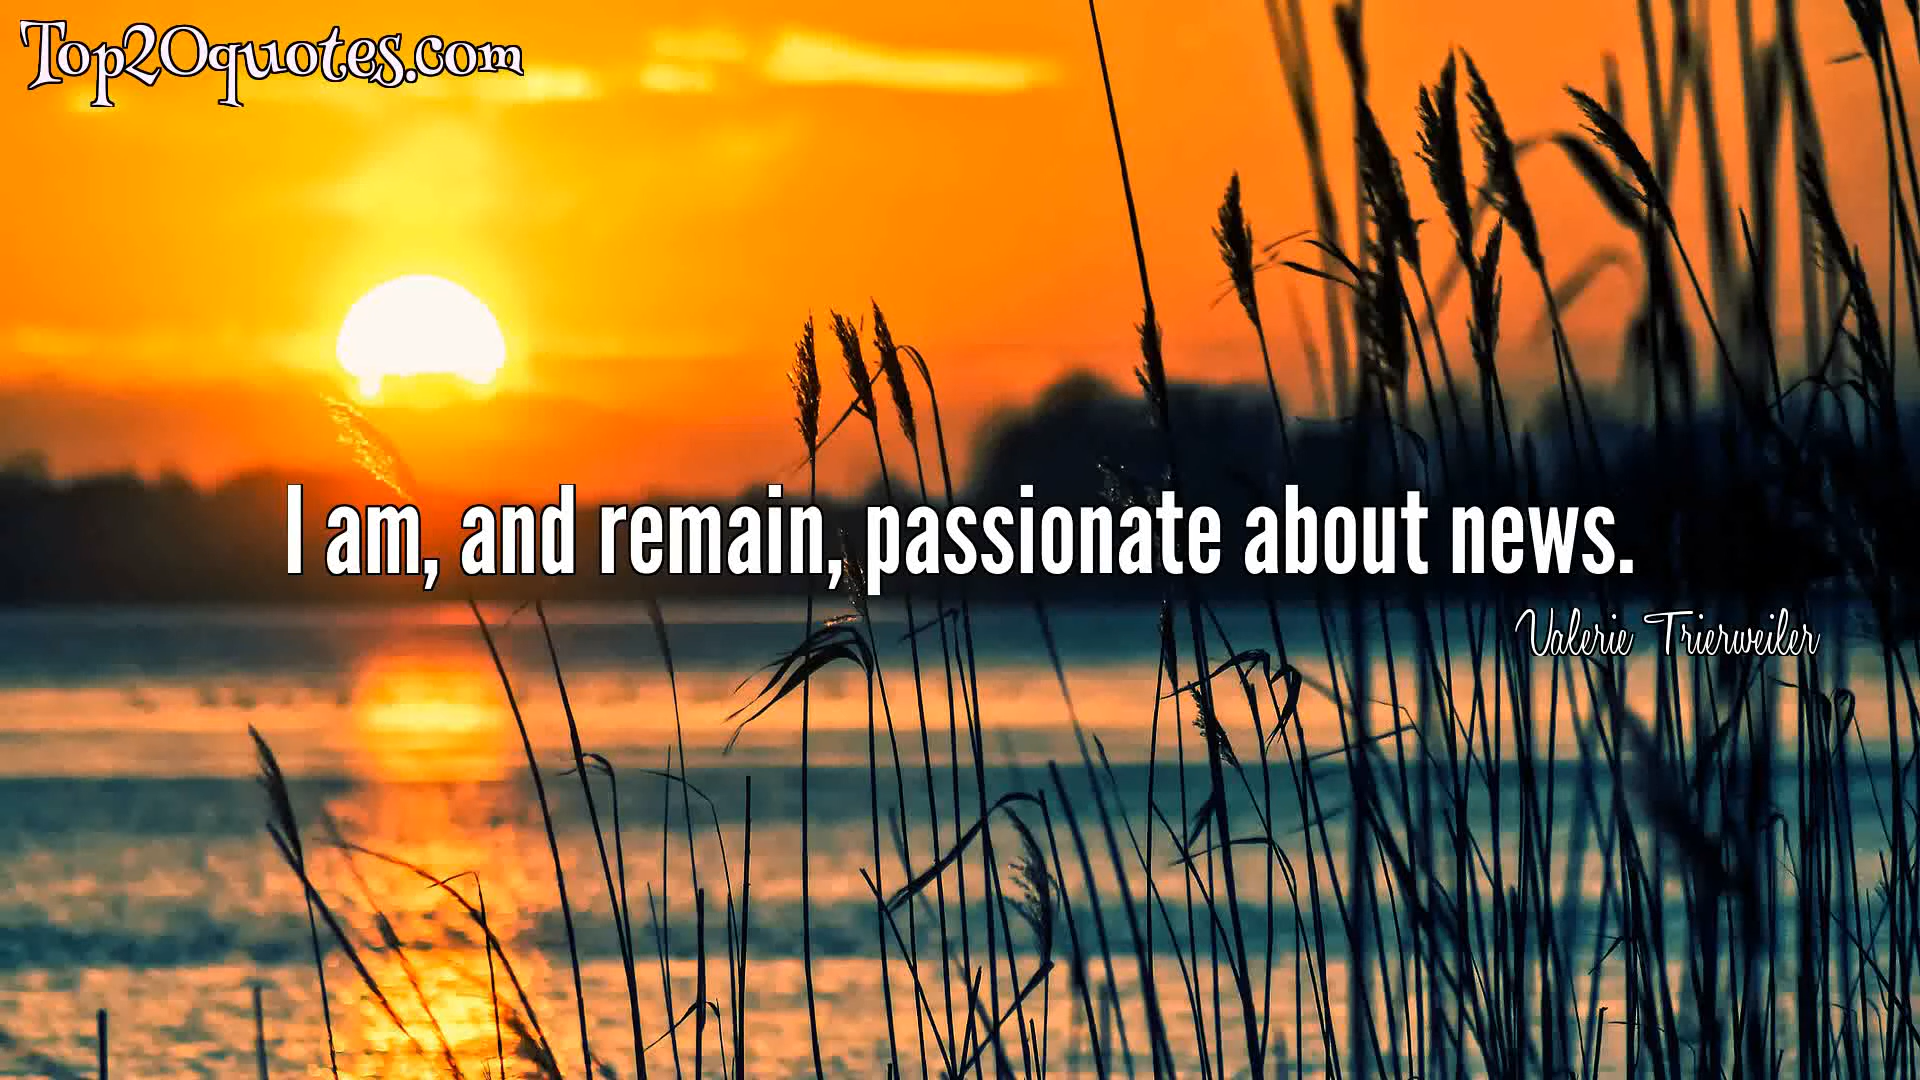 Top20quotes.com
I am, and remain, passionate about news.
Valerie Trierweiler